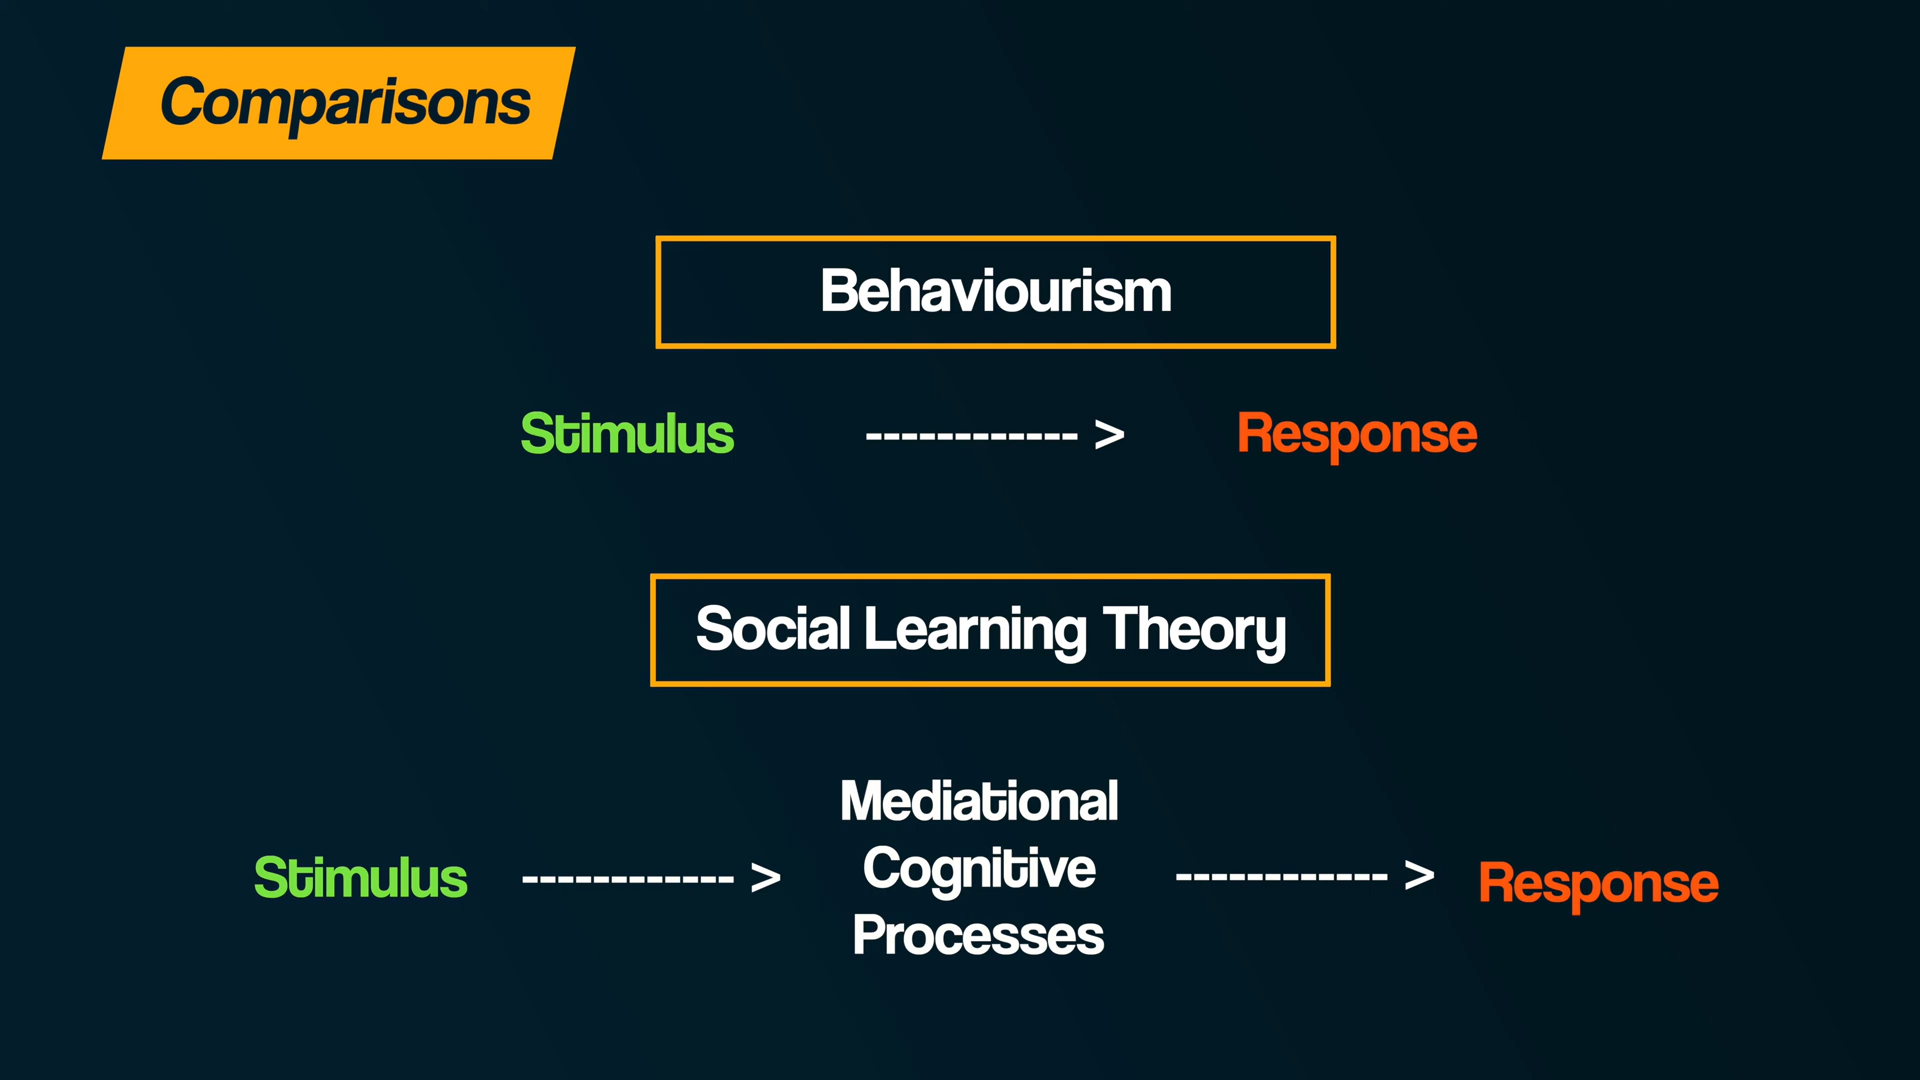 Comparisons
Behaviourism
Stimulus ------------ > Response
Social Learning Theory
Mediational
Cognitive
Stimulus ------------ > ------------ > Response
Processes